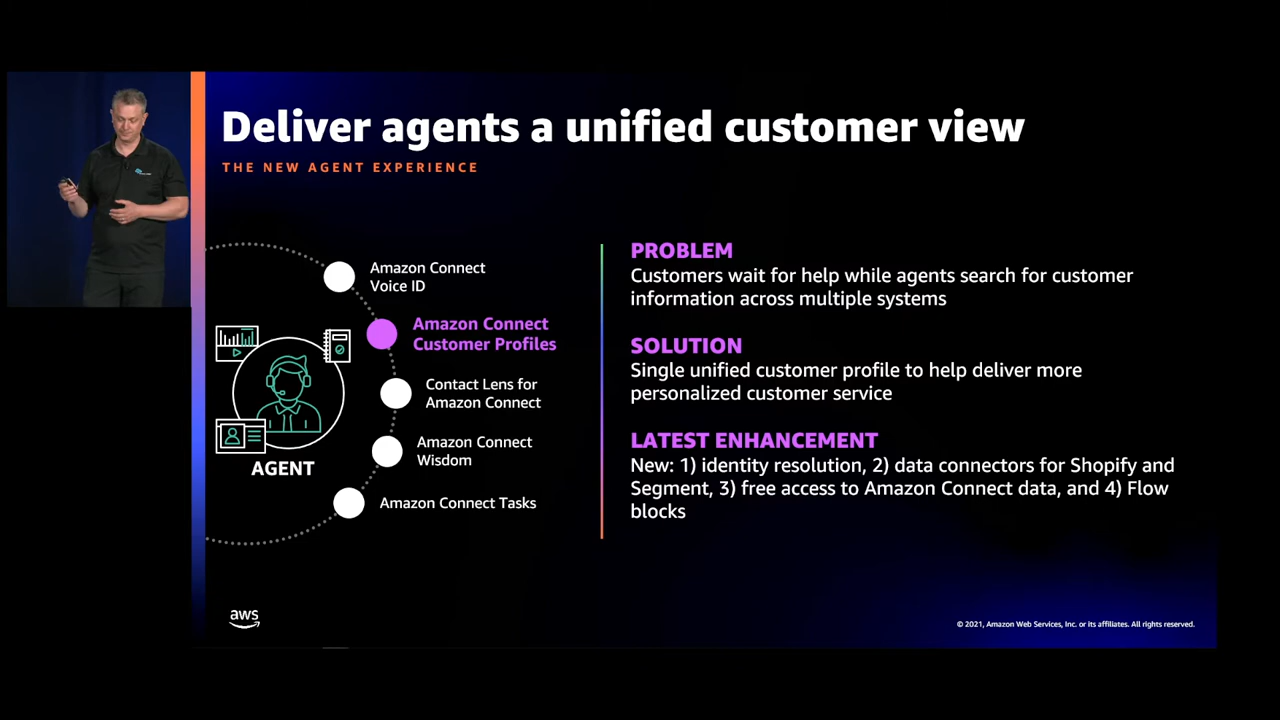 Deliver agents a unified customer view
THE NEW AGENT EXPERIENCE
Amazon Connect
Voice ID
Amazon Connect
Customer Profiles
Contact Lens for
Amazon Connect
Amazon Connect
Wisdom
Amazon Connect Tasks
AGENT
PROBLEM
Customers wait for help while agents search for customer
information across multiple systems
SOLUTION
Single unified customer profile to help deliver more
personalized customer service
LATEST ENHANCEMENT
New: 1) identity resolution, 2) data connectors for Shopify and
Segment, 3) free access to Amazon Connect data, and 4) Flow
blocks
aws
© 2021, Amazon Web Services, Inc. or its affiliates. All rights reserved.